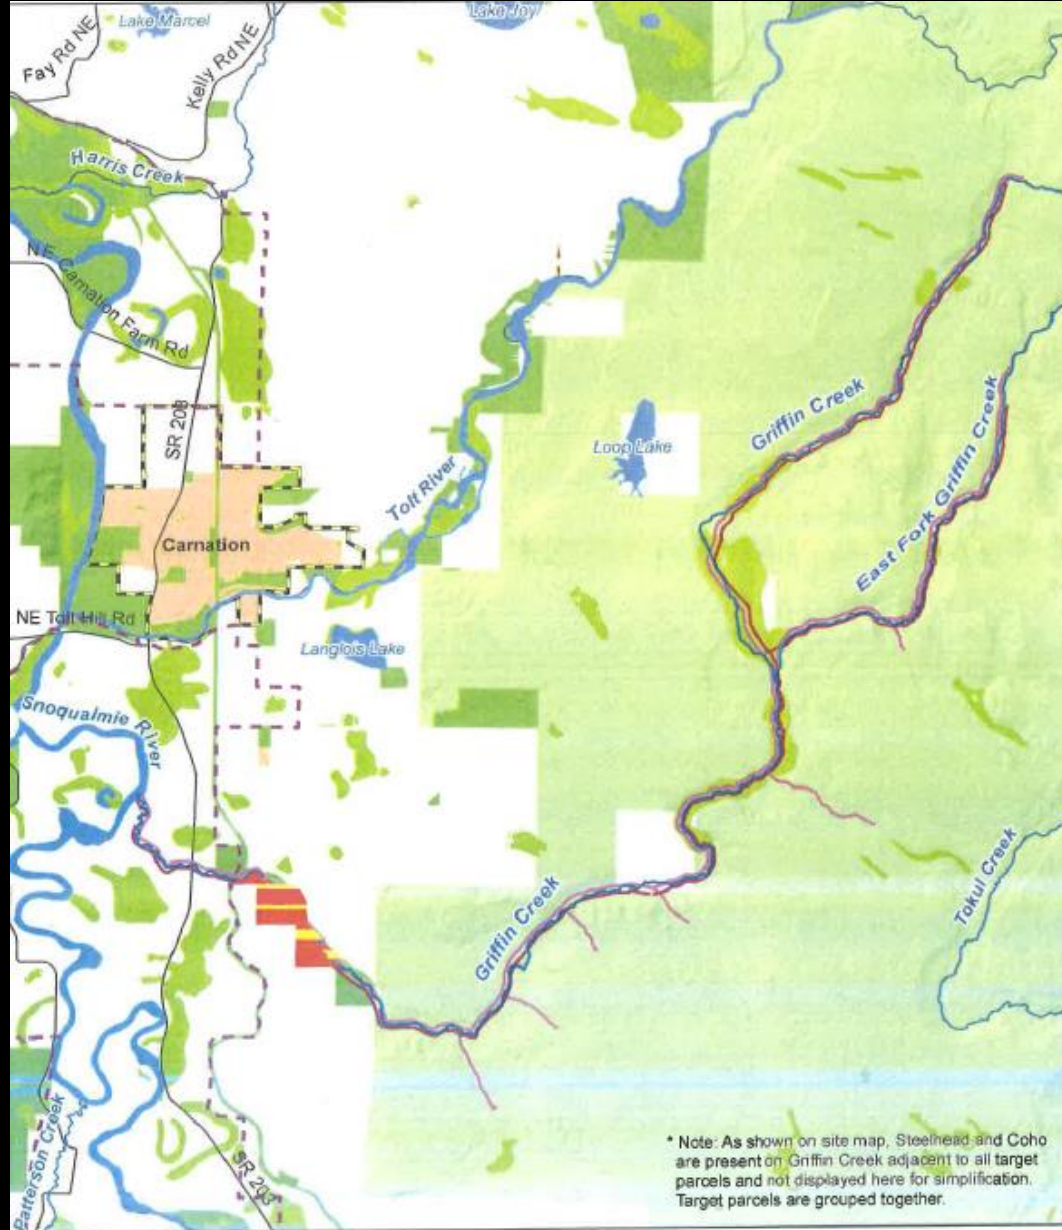 Lake Marcel
Lake Joy
Fay Rd NE
Kelly Rd NE
Harris Creek
NE Carnation Farm Rd
SR 203
Griffin Creek
East Fork Griffin Creek
Loop Lake
Tolt River
Carnation
NE Tolt Hill Rd
Langlois Lake
Snoqualmie River
Tokul Creek
Griffin Creek
Patterson Creek
SR 203
* Note: As shown on site map, Steelhead and Coho
are present on Griffin Creek adjacent to all target
parcels and not displayed here for simplification.
Target parcels are grouped together.